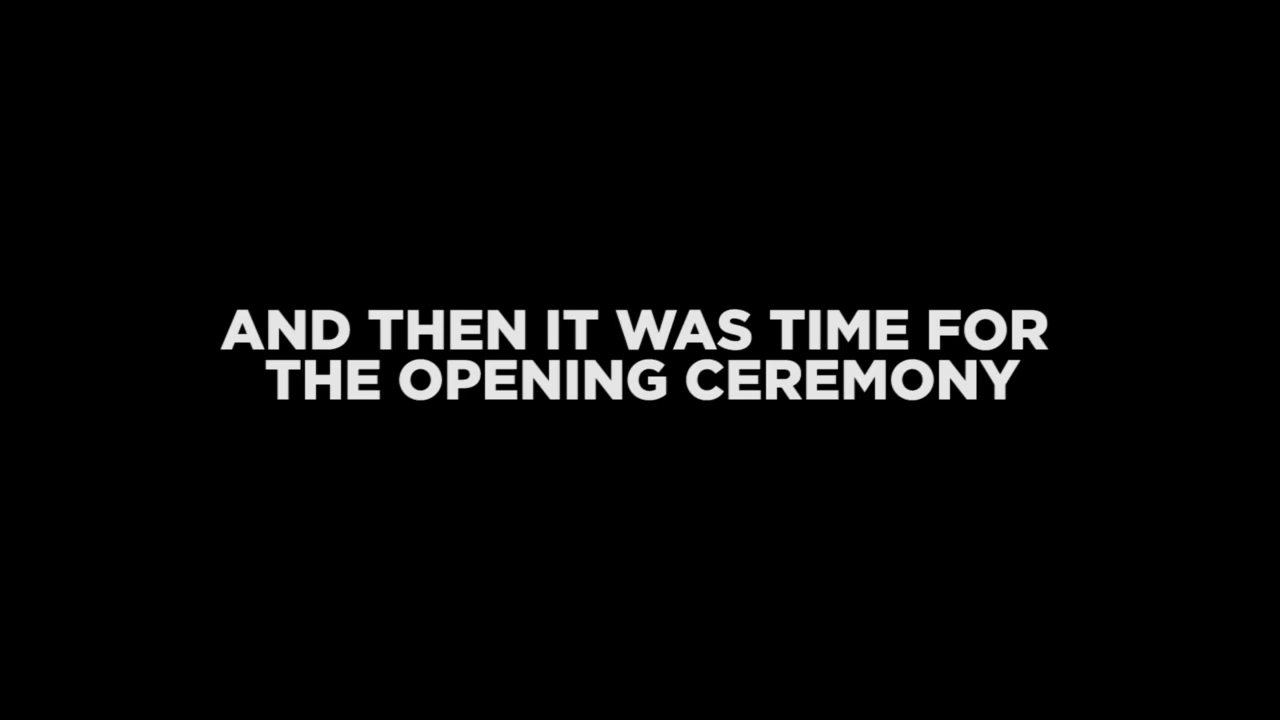 AND THEN IT WAS TIME FOR
THE OPENING CEREMONY